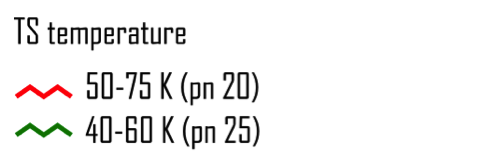 TS temperature
50-75 K (pn 20)
40-60 K (pn 25)